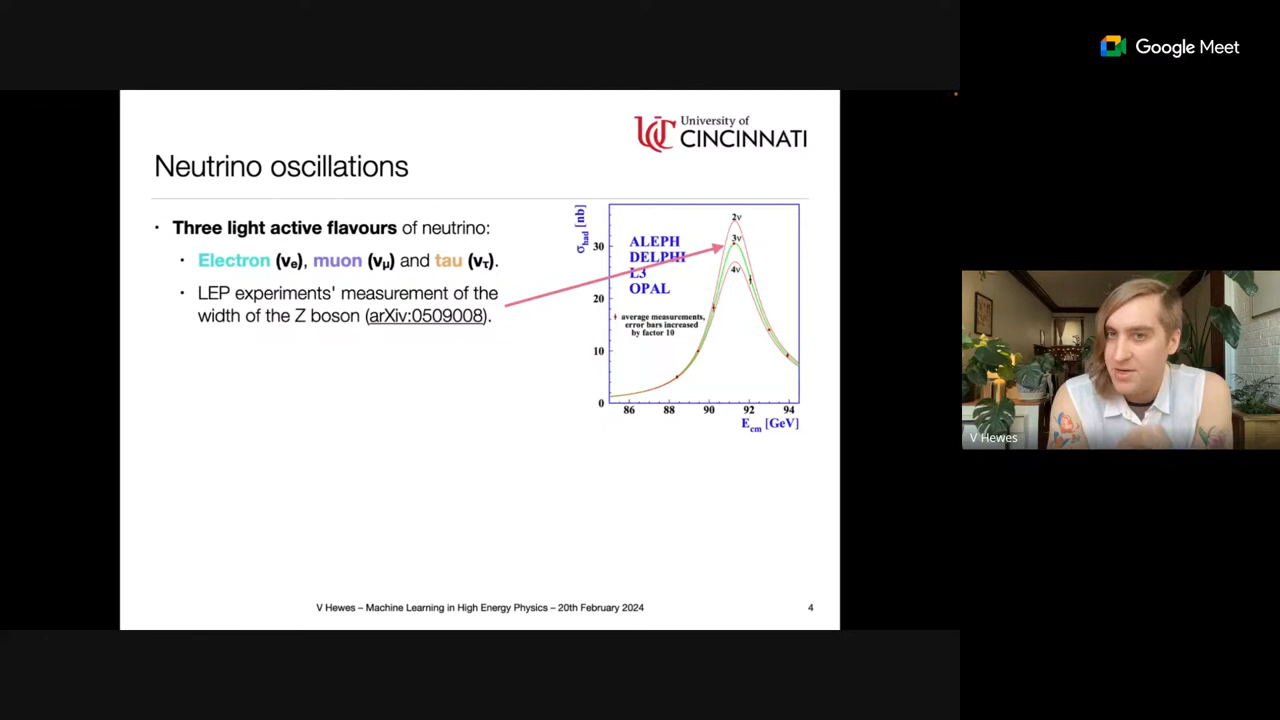 Google Meet
University of
CINCINNATI
Neutrino oscillations
• Three light active flavours of neutrino:
• Electron (νe), muon (νμ) and tau (ντ).
• LEP experiments' measurement of the
width of the Z boson (arXiv:0509008).
σhad [nb]
30
20
10
0
ALEPH
DELPHI
L3
OPAL
2ν
3ν
4ν
average measurements,
error bars increased
by factor 10
86 88 90 92 94
Ecm [GeV]
V Hewes
V Hewes – Machine Learning in High Energy Physics – 20th February 2024
4